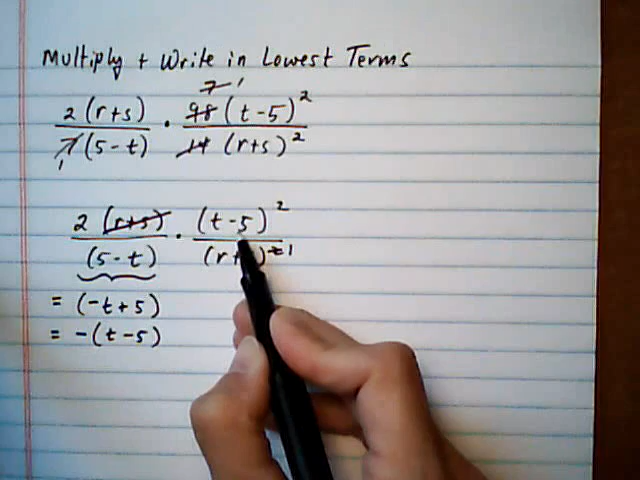 Multiply + Write in Lowest Terms
7 1
2 (r+s) · 98 (t-5)²
7 (5-t) 14 (r+s)²
1
2 (r+s) · (t-5)²
(5-t) (r+ )² 1
= (-t+5)
= -(t-5)